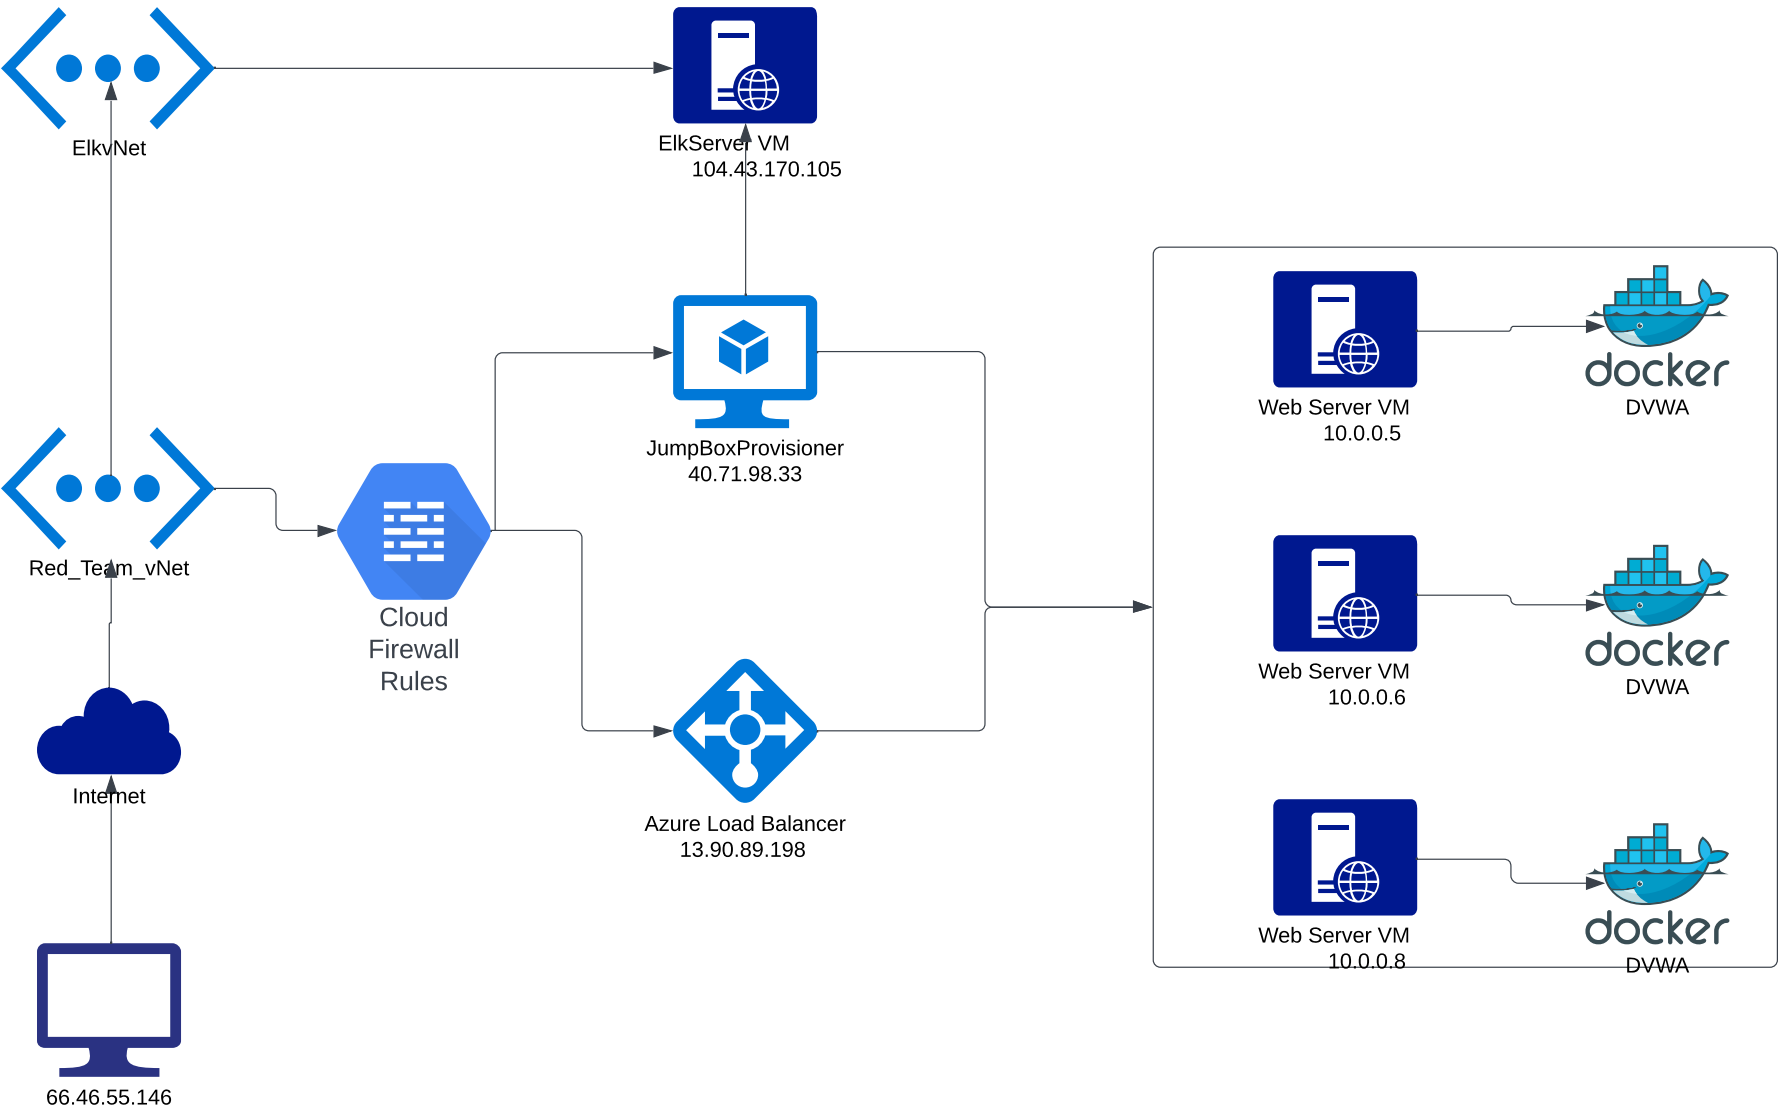 ElkvNet
ElkServer VM
104.43.170.105
JumpBoxProvisioner
40.71.98.33
Red_Team_vNet
Cloud
Firewall
Rules
Internet
Azure Load Balancer
13.90.89.198
66.46.55.146
Web Server VM
10.0.0.5
docker
DVWA
Web Server VM
10.0.0.6
docker
DVWA
Web Server VM
10.0.0.8
docker
DVWA